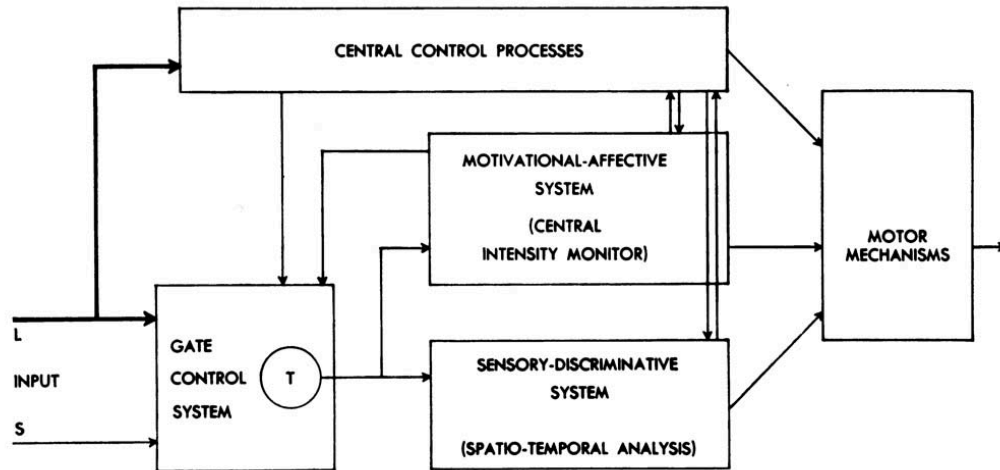 CENTRAL CONTROL PROCESSES
MOTIVATIONAL-AFFECTIVE
SYSTEM
(CENTRAL
INTENSITY MONITOR)
MOTOR
MECHANISMS
L
INPUT
S
GATE
CONTROL
SYSTEM
T
SENSORY-DISCRIMINATIVE
SYSTEM
(SPATIO-TEMPORAL ANALYSIS)